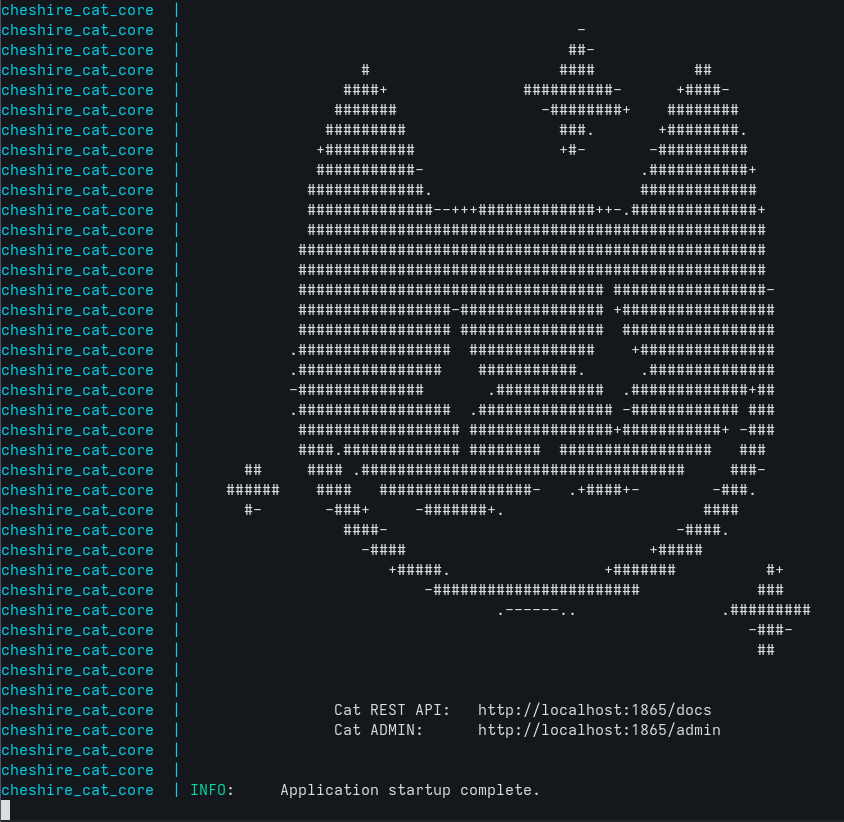 cheshire_cat_core |
cheshire_cat_core |                                            -
cheshire_cat_core |                                           ##-
cheshire_cat_core |                    #                     ####           ##
cheshire_cat_core |                  ####+               ##########-      +####-
cheshire_cat_core |                 #######                -########+    ########
cheshire_cat_core |                #########                 ###.       +########.
cheshire_cat_core |               +##########                +#-       -##########
cheshire_cat_core |               ###########-                        .###########+
cheshire_cat_core |              #############.                       #############
cheshire_cat_core |              ##############--+++#############++-.##############+
cheshire_cat_core |              ###################################################
cheshire_cat_core |             ####################################################
cheshire_cat_core |             ####################################################
cheshire_cat_core |             ################################## #################-
cheshire_cat_core |             #################-################ +#################
cheshire_cat_core |             ################# ################  #################
cheshire_cat_core |            .#################  ##############    +###############
cheshire_cat_core |            .################    ###########.      .##############
cheshire_cat_core |            -##############       .############  .#############+##
cheshire_cat_core |            .#################  .############### -############ ###
cheshire_cat_core |             ################## ################+###########+ -###
cheshire_cat_core |             ####.############# ########  #################   ###
cheshire_cat_core |       ##     #### .####################################     ###-
cheshire_cat_core |     ######    ####   #################-   .+####+-        -###.
cheshire_cat_core |       #-       -###+     -#######+.                      ####
cheshire_cat_core |                  ####-                                -####.
cheshire_cat_core |                    -####                           +#####
cheshire_cat_core |                       +#####.                 +#######          #+
cheshire_cat_core |                           -#######################             ###
cheshire_cat_core |                                   .------..                .#########
cheshire_cat_core |                                                               -###-
cheshire_cat_core |                                                                ##
cheshire_cat_core |
cheshire_cat_core |
cheshire_cat_core |                 Cat REST API:   http://localhost:1865/docs
cheshire_cat_core |                 Cat ADMIN:      http://localhost:1865/admin
cheshire_cat_core |
cheshire_cat_core |
cheshire_cat_core | INFO:     Application startup complete.